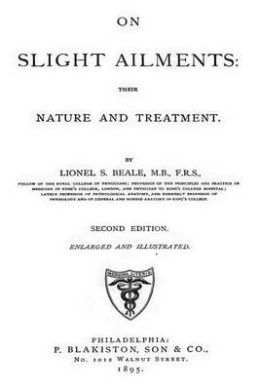 ON
SLIGHT AILMENTS:
THEIR
NATURE AND TREATMENT.
BY
LIONEL S. BEALE, M.B., F.R.S.,
FELLOW OF THE ROYAL COLLEGE OF PHYSICIANS; PROFESSOR OF THE PRINCIPLES AND PRACTICE OF
MEDICINE IN KING'S COLLEGE, LONDON, AND PHYSICIAN TO KING'S COLLEGE HOSPITAL;
LATELY PROFESSOR OF PATHOLOGICAL ANATOMY, AND FORMERLY PROFESSOR OF
PHYSIOLOGY AND OF GENERAL AND MORBID ANATOMY IN KING'S COLLEGE.
SECOND EDITION.
ENLARGED AND ILLUSTRATED.
PHILADELPHIA:
P. BLAKISTON, SON & CO.,
No. 1012 WALNUT STREET.
1895.